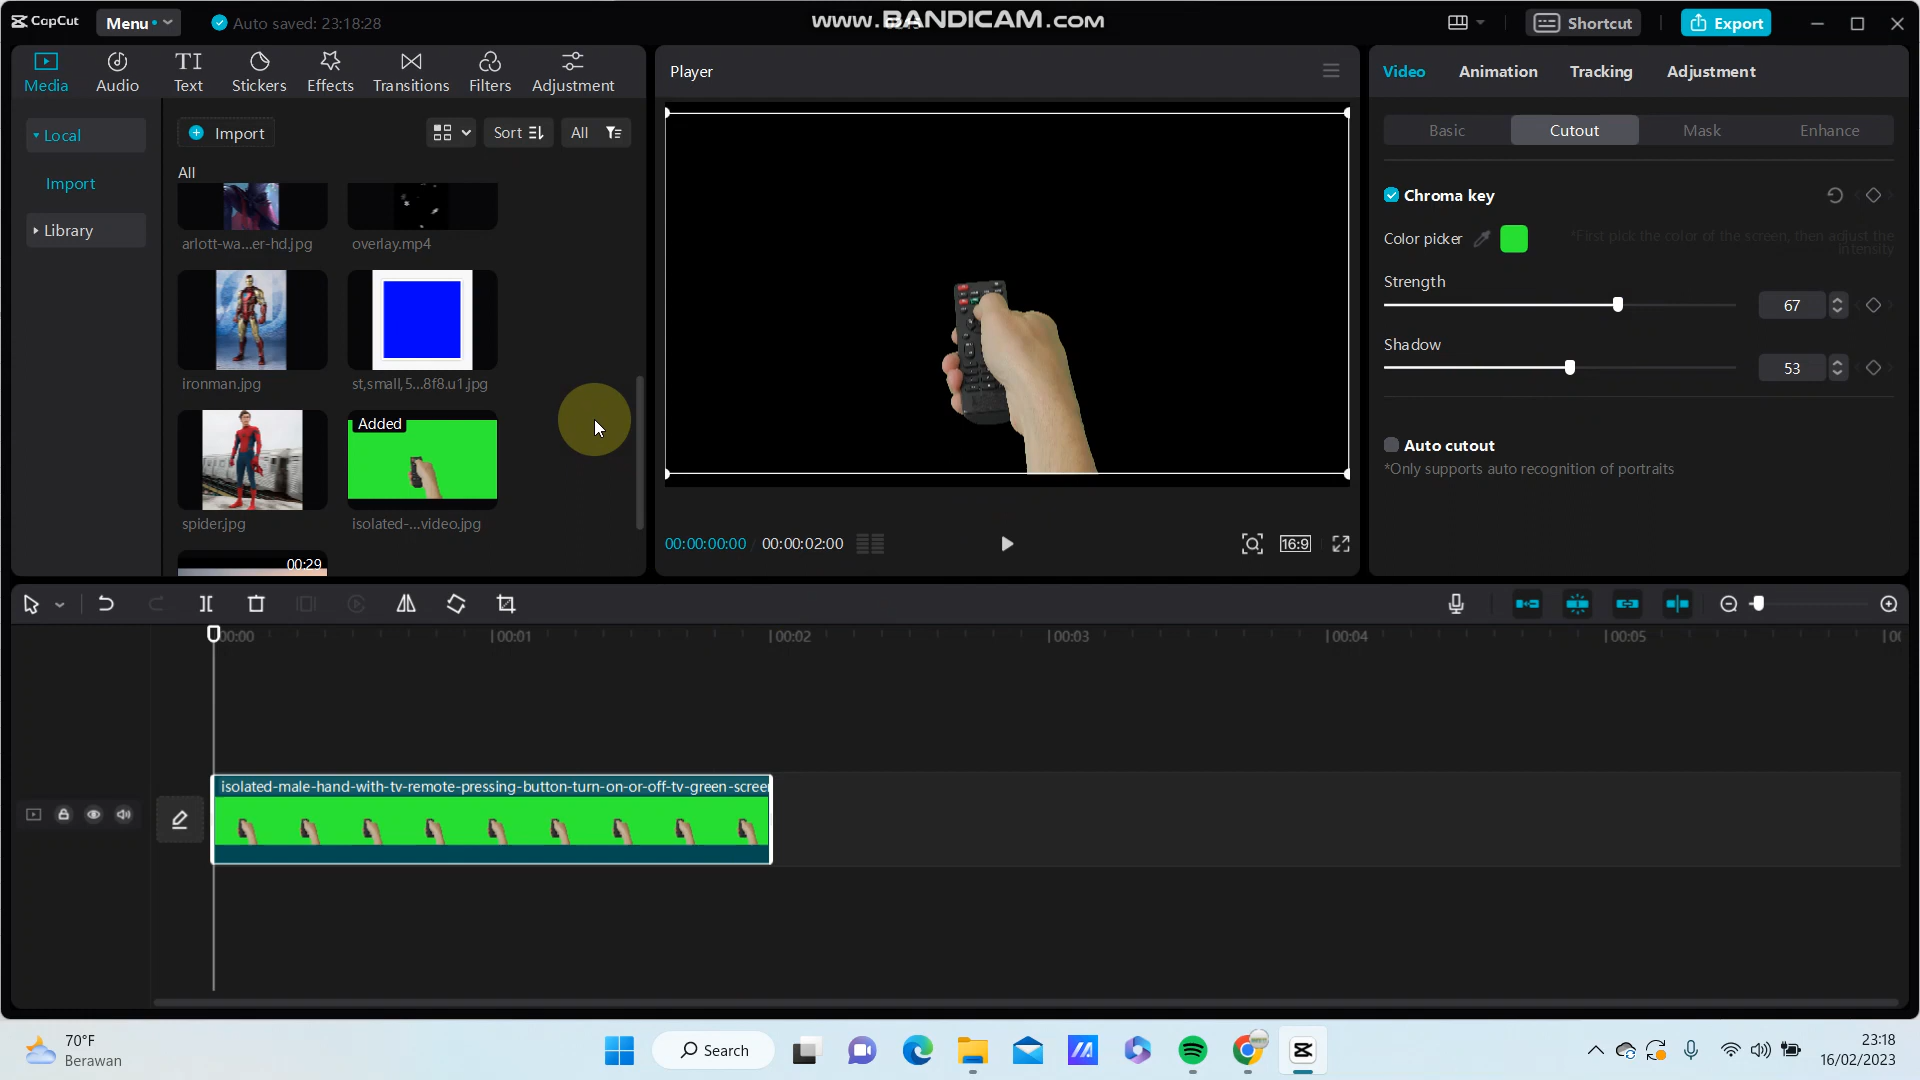 CapCut
Menu
Auto saved: 23:18:28
www.BANDICAM.COM
Shortcut
Export
Media
Audio
Text
Stickers
Effects
Transitions
Filters
Adjustment
Local
Import
Library
Import
Sort
All
All
arlott-wa...er-hd.jpg
overlay.mp4
ironman.jpg
st,small,5...8f8.u1.jpg
spider.jpg
Added
isolated-...video.jpg
00:29
Player
00:00:00:00
00:00:02:00
16:9
Video
Animation
Tracking
Adjustment
Basic
Cutout
Mask
Enhance
Chroma key
Color picker
*First pick the color of the screen, then adjust the
intensity
Strength
67
Shadow
53
Auto cutout
*Only supports auto recognition of portraits
00:00
00:01
00:02
00:03
00:04
00:05
isolated-male-hand-with-tv-remote-pressing-button-turn-on-or-off-tv-green-screen
70°F
Berawan
Search
23:18
16/02/2023